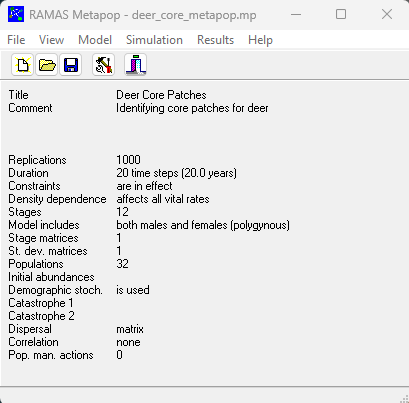 RAMAS Metapop - deer_core_metapop.mp
File View Model Simulation Results Help
Title Deer Core Patches
Comment Identifying core patches for deer
Replications 1000
Duration 20 time steps (20.0 years)
Constraints are in effect
Density dependence affects all vital rates
Stages 12
Model includes both males and females (polygynous)
Stage matrices 1
St. dev. matrices 1
Populations 32
Initial abundances
Demographic stoch. is used
Catastrophe 1
Catastrophe 2
Dispersal matrix
Correlation none
Pop. man. actions 0